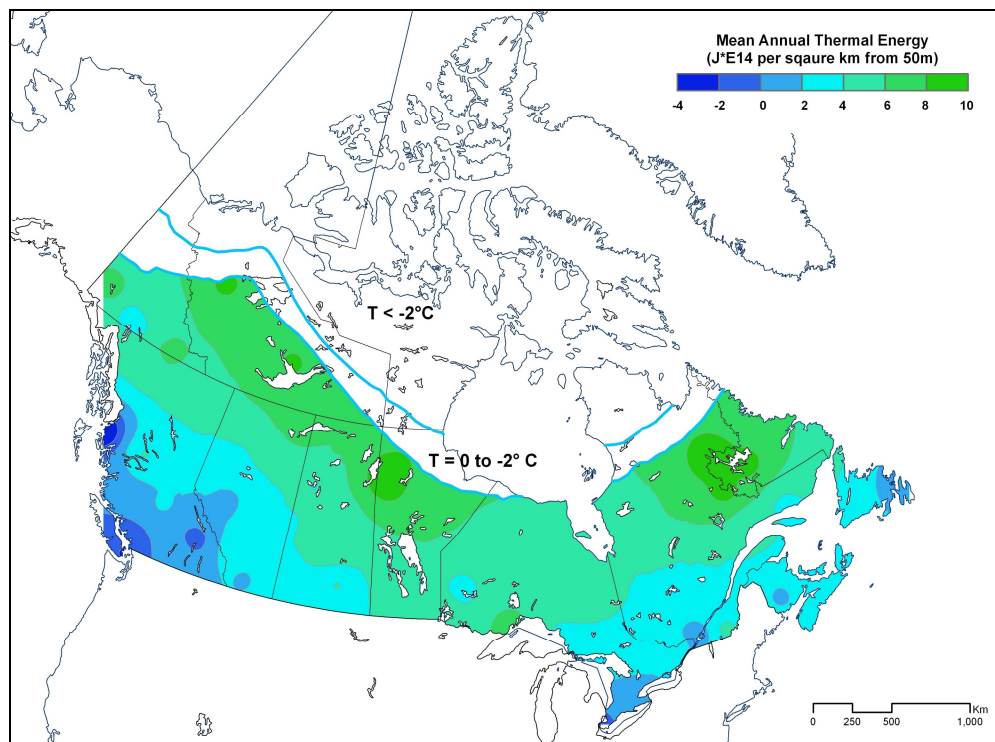 Mean Annual Thermal Energy
(J*E14 per sqaure km from 50m)
-4 -2 0 2 4 6 8 10
T < -2°C
T = 0 to -2° C
Km
0 250 500 1,000